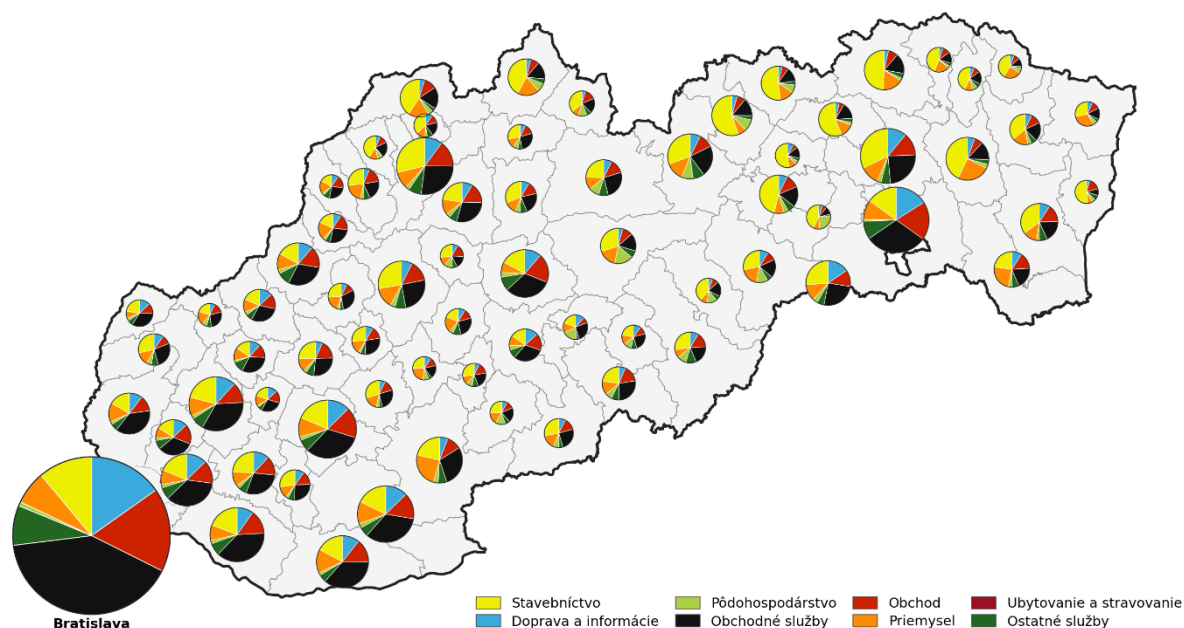 Bratislava
Stavebníctvo Pôdohospodárstvo Obchod Ubytovanie a stravovanie
Doprava a informácie Obchodné služby Priemysel Ostatné služby